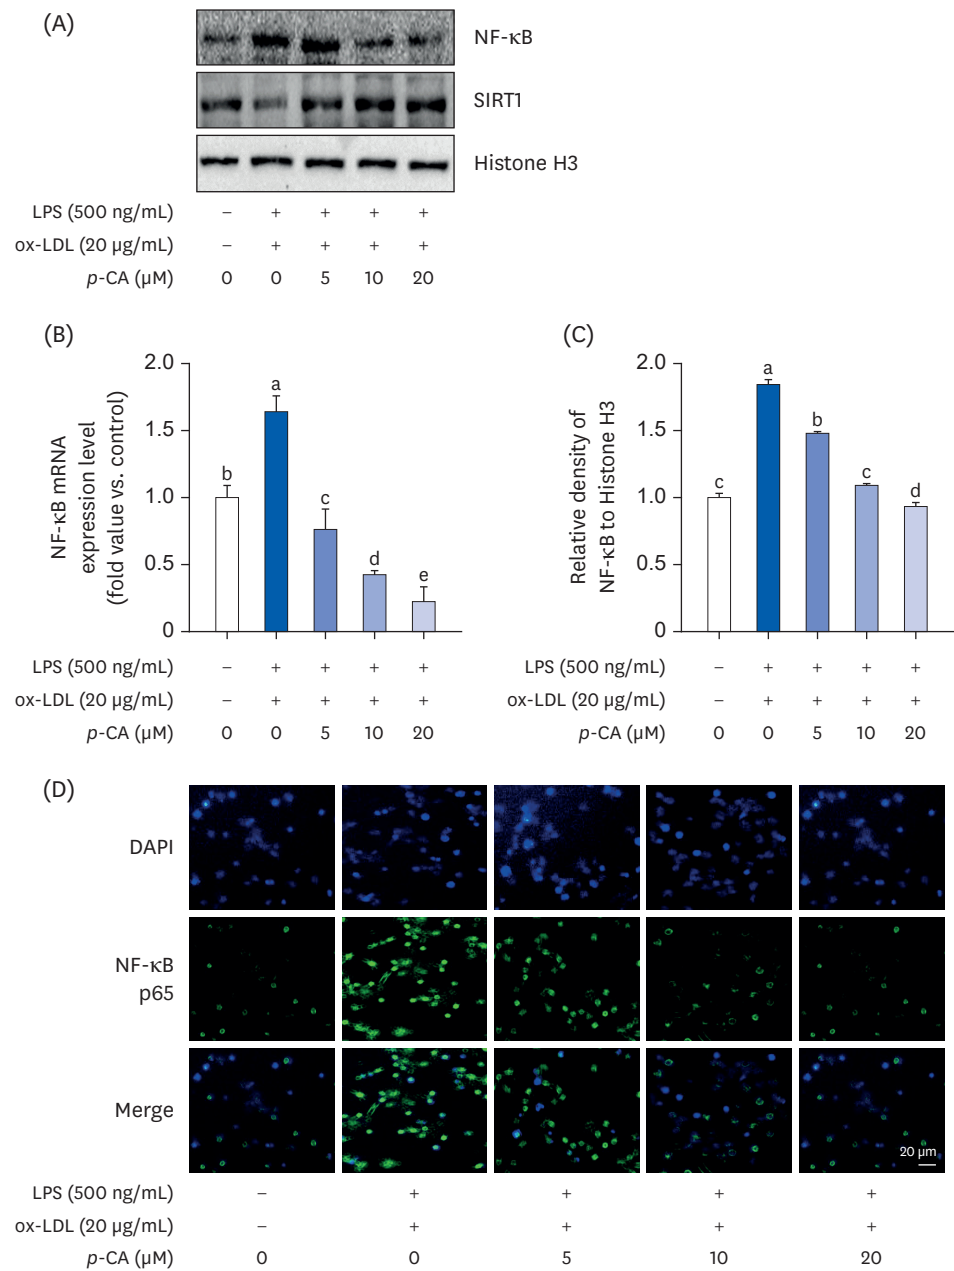 (A)
NF-κB
SIRT1
Histone H3
LPS (500 ng/mL) – + + + +
ox-LDL (20 µg/mL) – + + + +
p-CA (µM) 0 0 5 10 20
(B)
NF-κB mRNA
expression level
(fold value vs. control)
2.0
1.5
1.0
0.5
0
b a c d e
LPS (500 ng/mL) – + + + +
ox-LDL (20 µg/mL) – + + + +
p-CA (µM) 0 0 5 10 20
(C)
Relative density of
NF-κB to Histone H3
2.0
1.5
1.0
0.5
0
c a b c d
LPS (500 ng/mL) – + + + +
ox-LDL (20 µg/mL) – + + + +
p-CA (µM) 0 0 5 10 20
(D)
DAPI
NF-κB
p65
Merge
20 µm
LPS (500 ng/mL) – + + + +
ox-LDL (20 µg/mL) – + + + +
p-CA (µM) 0 0 5 10 20